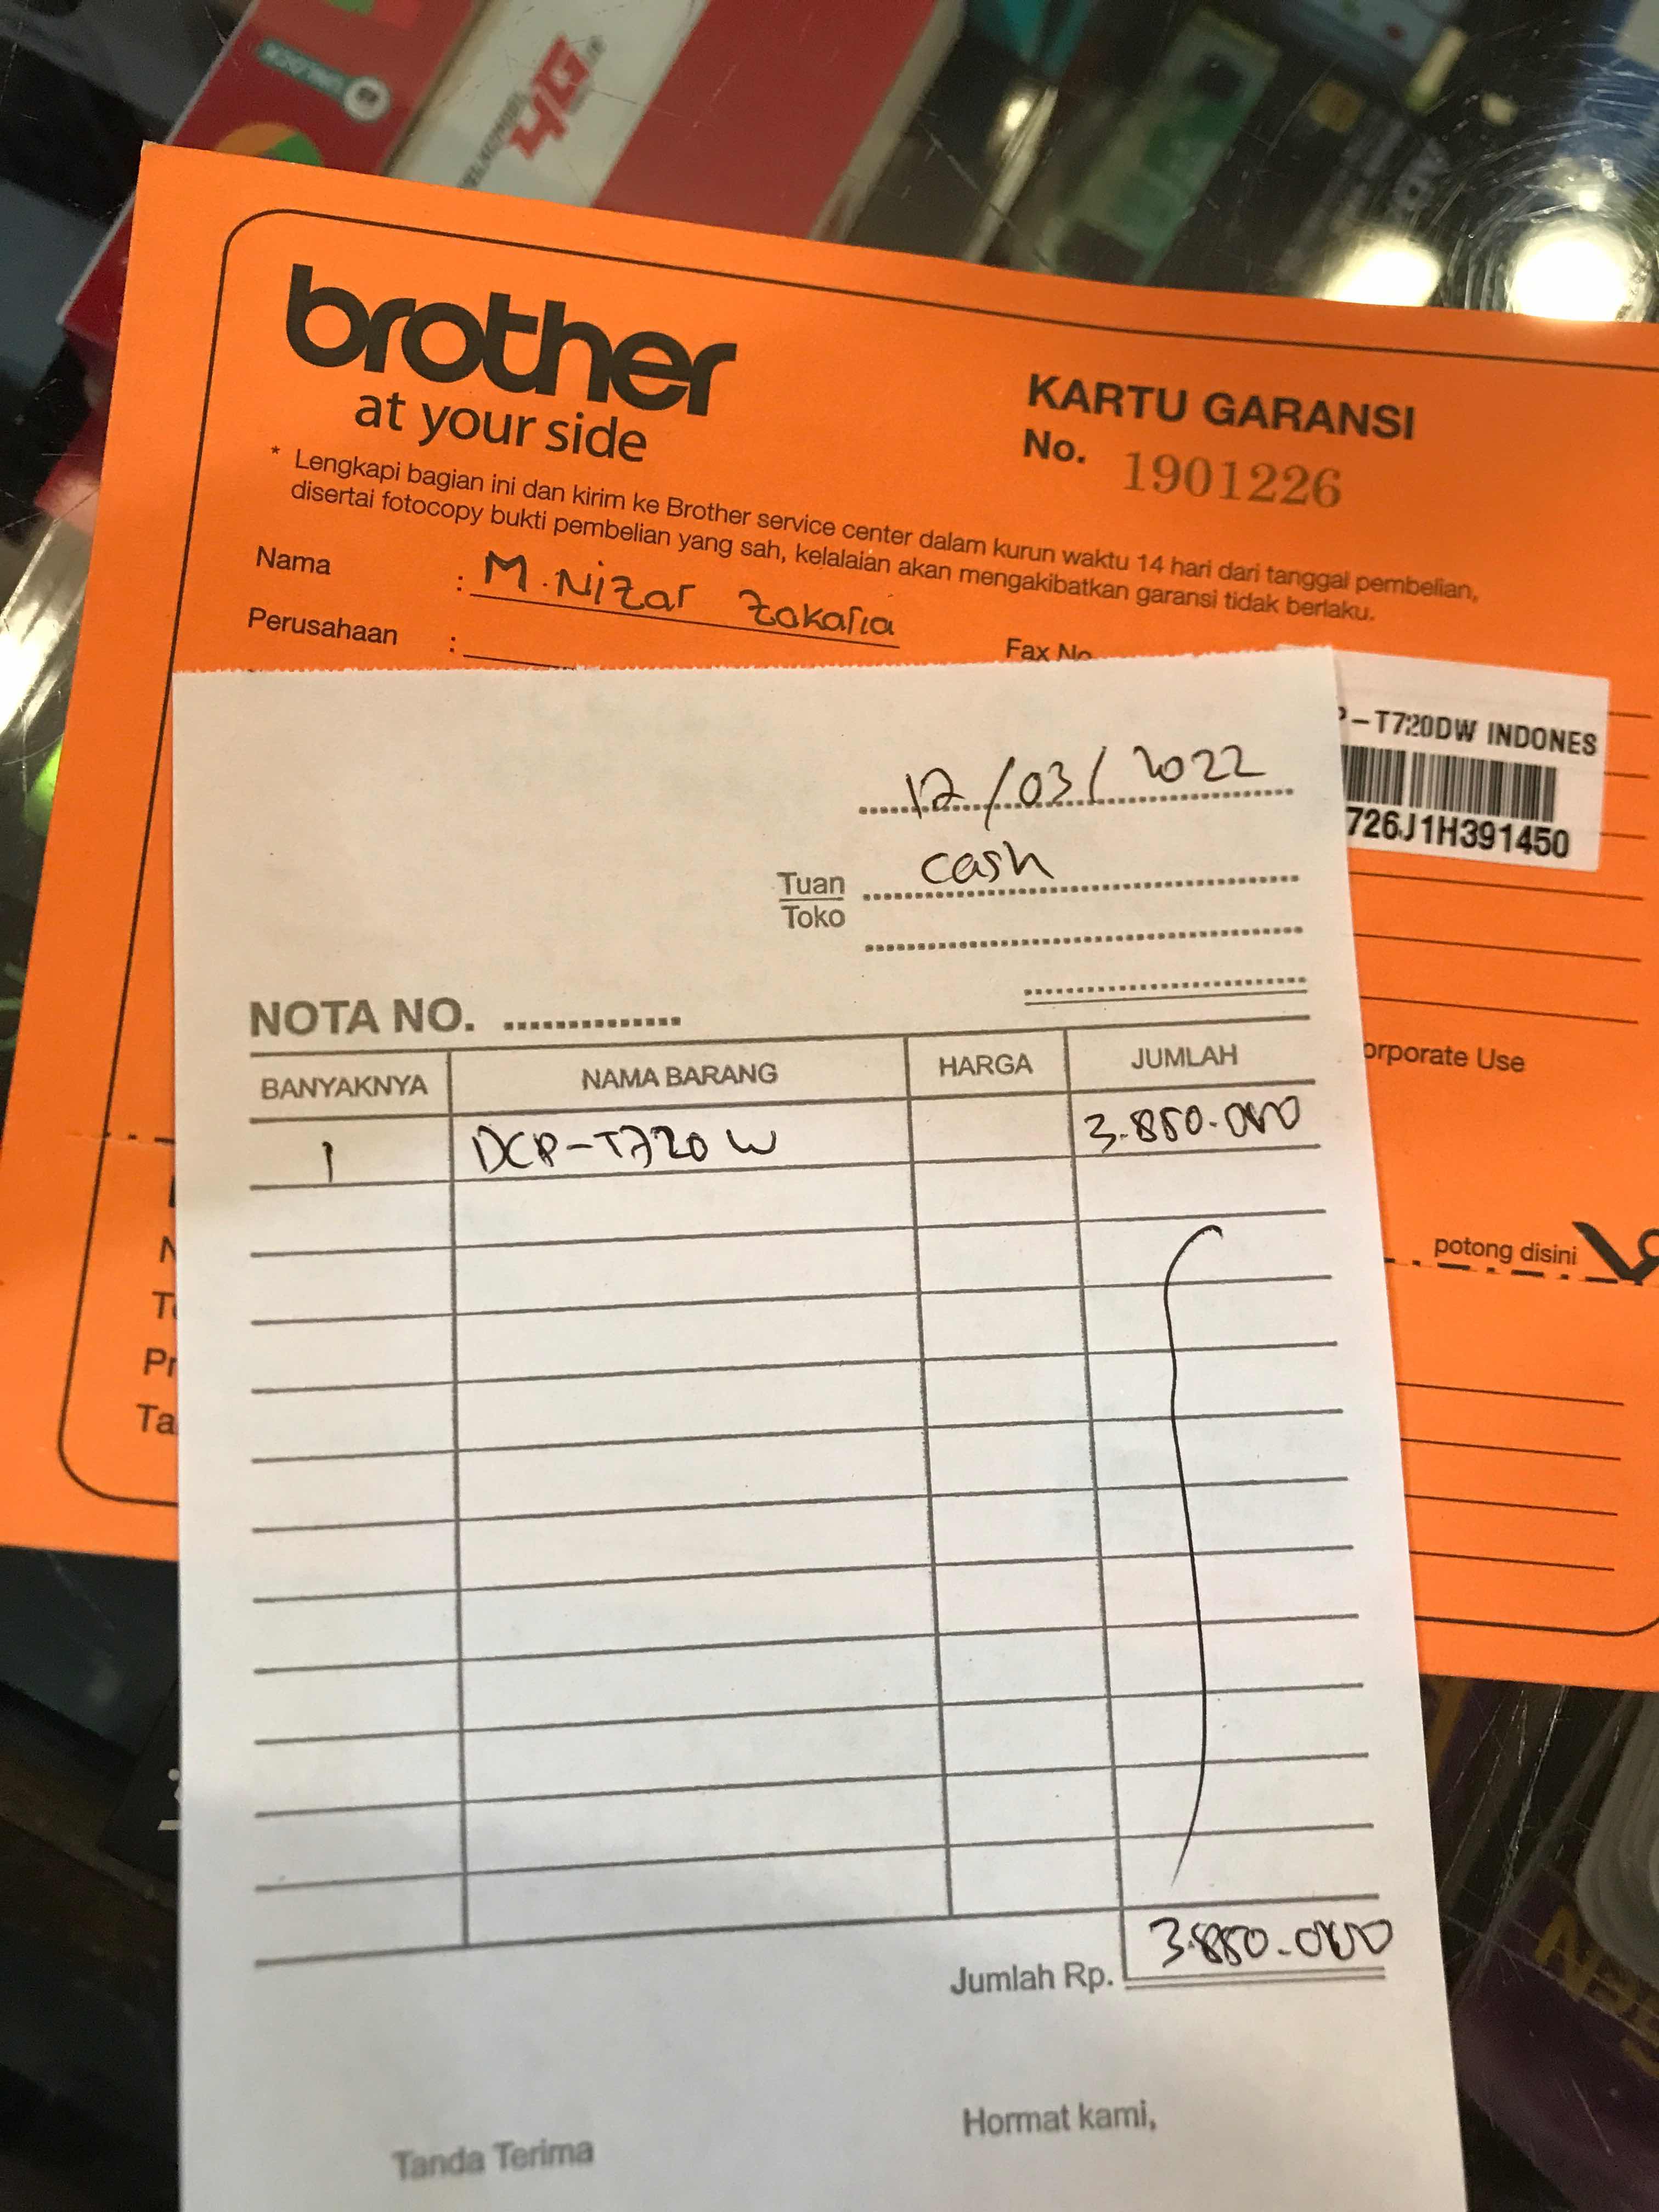 4G
brother
at your side
KARTU GARANSI
No. 1901226
* Lengkapi bagian ini dan kirim ke Brother service center dalam kurun waktu 14 hari dari tanggal pembelian,
disertai fotocopy bukti pembelian yang sah, kelalaian akan mengakibatkan garansi tidak berlaku.
Nama : M. Nizar Zakaria
Perusahaan :
Fax No
P-T720DW INDONES
726J1H391450
orporate Use
potong disini
Pr
Ta
12/03/2022
Tuan cash
Toko
NOTA NO.
BANYAKNYA NAMA BARANG HARGA JUMLAH
1 DCP-T720W 3.850.000
Jumlah Rp. 3.850.000
Tanda Terima
Hormat kami,